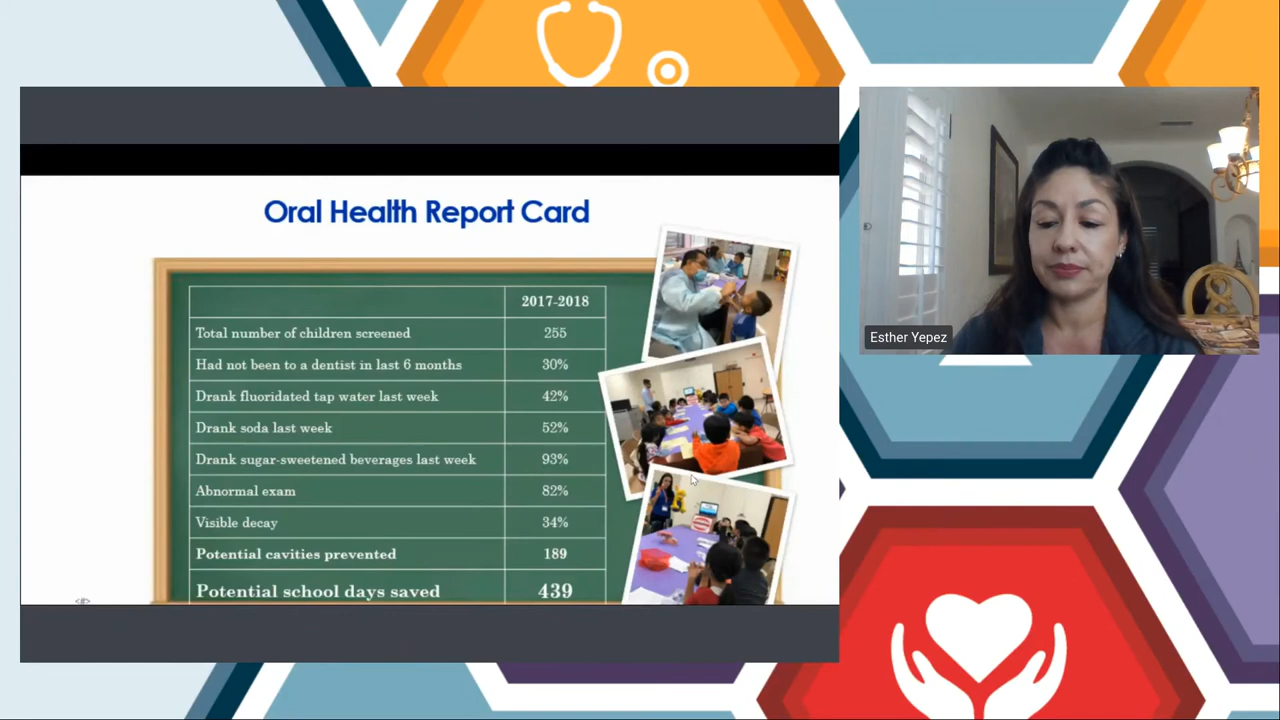 Oral Health Report Card
2017-2018
Total number of children screened 255
Had not been to a dentist in last 6 months 30%
Drank fluoridated tap water last week 42%
Drank soda last week 52%
Drank sugar-sweetened beverages last week 93%
Abnormal exam 82%
Visible decay 34%
Potential cavities prevented 189
Potential school days saved 439
<#>
Esther Yepez